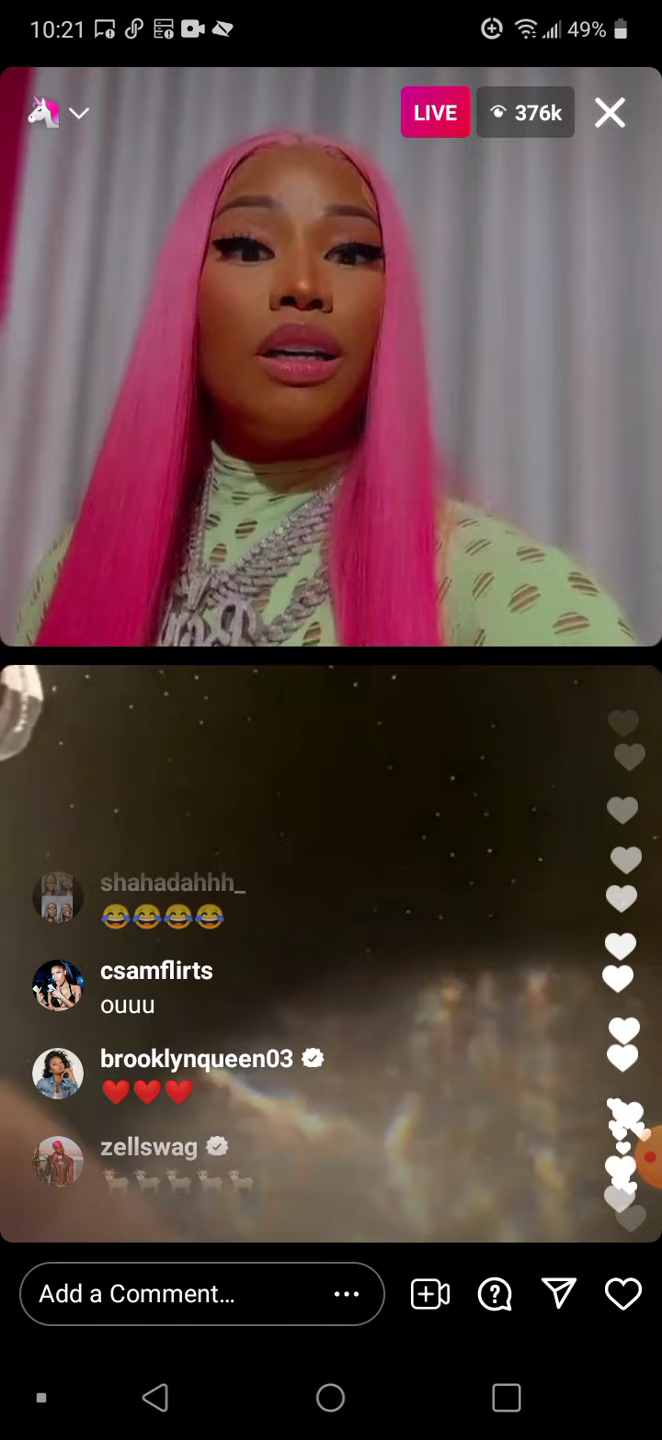 10:21
49%
LIVE
376k
shahadahhh_
😂😂😂😂
csamflirts
ouuu
brooklynqueen03
❤️❤️❤️
zellswag
🐐🐐🐐🐐🐐
Add a Comment...